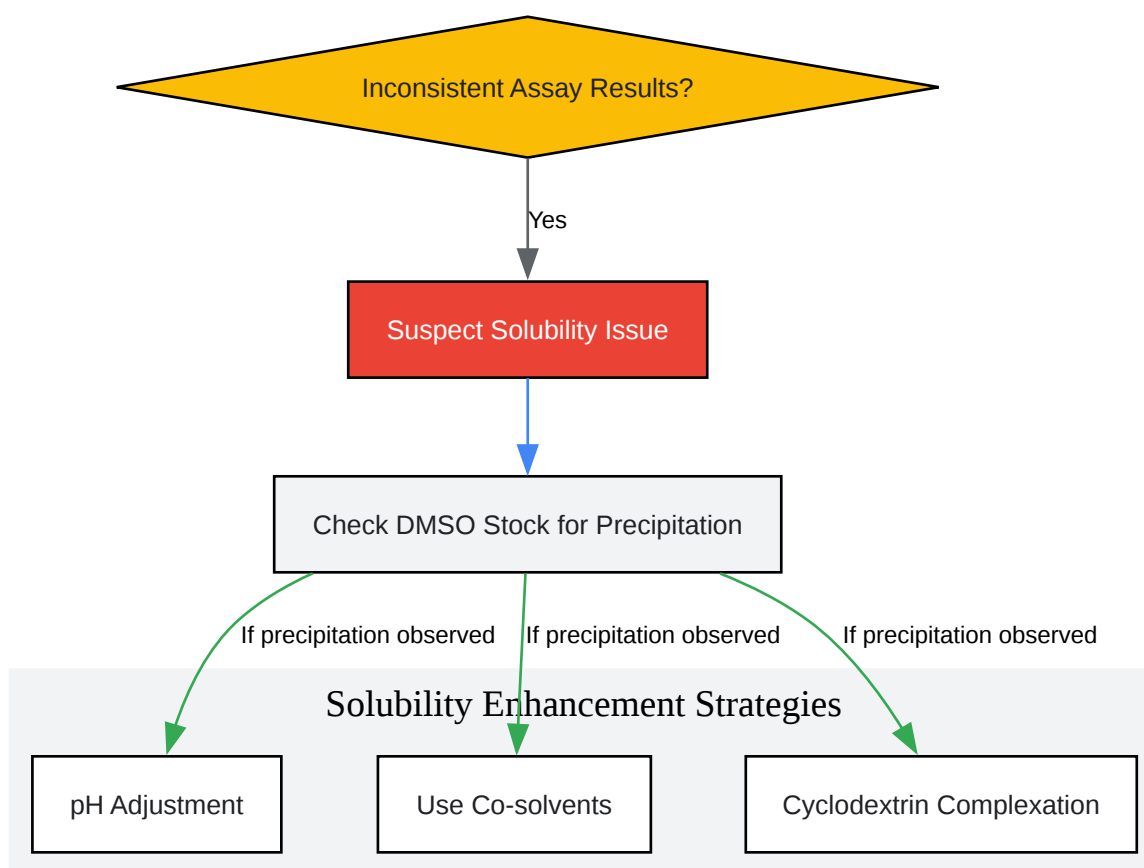 Inconsistent Assay Results?
Yes
Suspect Solubility Issue
Check DMSO Stock for Precipitation
If precipitation observed
If precipitation observed
If precipitation observed
Solubility Enhancement Strategies
pH Adjustment
Use Co-solvents
Cyclodextrin Complexation